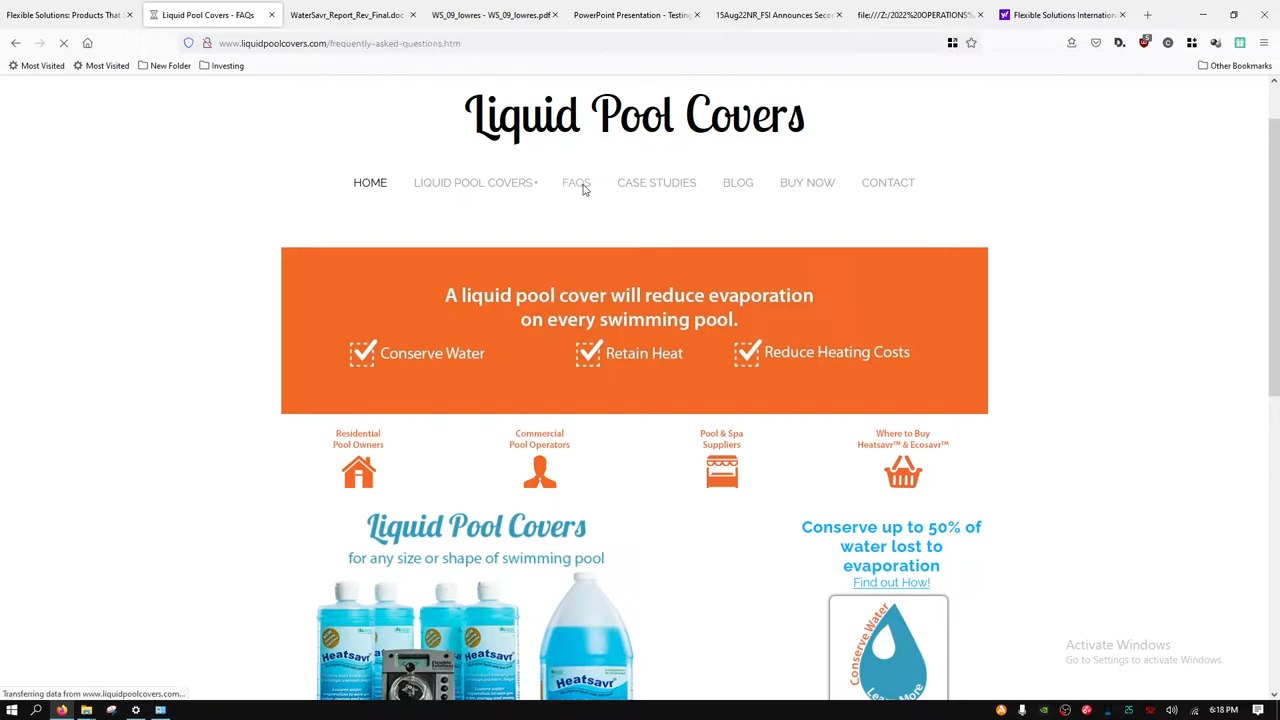 Flexible Solutions: Products That S
Liquid Pool Covers - FAQs
WaterSavr_Report_Rev_Final.doc
WS_09_lowres - WS_09_lowres.pdf
PowerPoint Presentation - Testing
15Aug22NR_FSI Announces Secon
file:///Z:/2022%20OPERATIONS%
Flexible Solutions Internationa
www.liquidpoolcovers.com/frequently-asked-questions.htm
Most Visited Most Visited New Folder Investing Other Bookmarks
Liquid Pool Covers
HOME LIQUID POOL COVERS FAQS CASE STUDIES BLOG BUY NOW CONTACT
A liquid pool cover will reduce evaporation
on every swimming pool.
Conserve Water Retain Heat Reduce Heating Costs
Residential
Pool Owners
Commercial
Pool Operators
Pool & Spa
Suppliers
Where to Buy
Heatsavr™ & Ecosavr™
Liquid Pool Covers
for any size or shape of swimming pool
Conserve up to 50% of
water lost to
evaporation
Find out How!
Heatsavr
Heatsavr
Heatsavr
Conserve Water
Learn More
Activate Windows
Go to Settings to activate Windows.
Transferring data from www.liquidpoolcovers.com...
6:18 PM